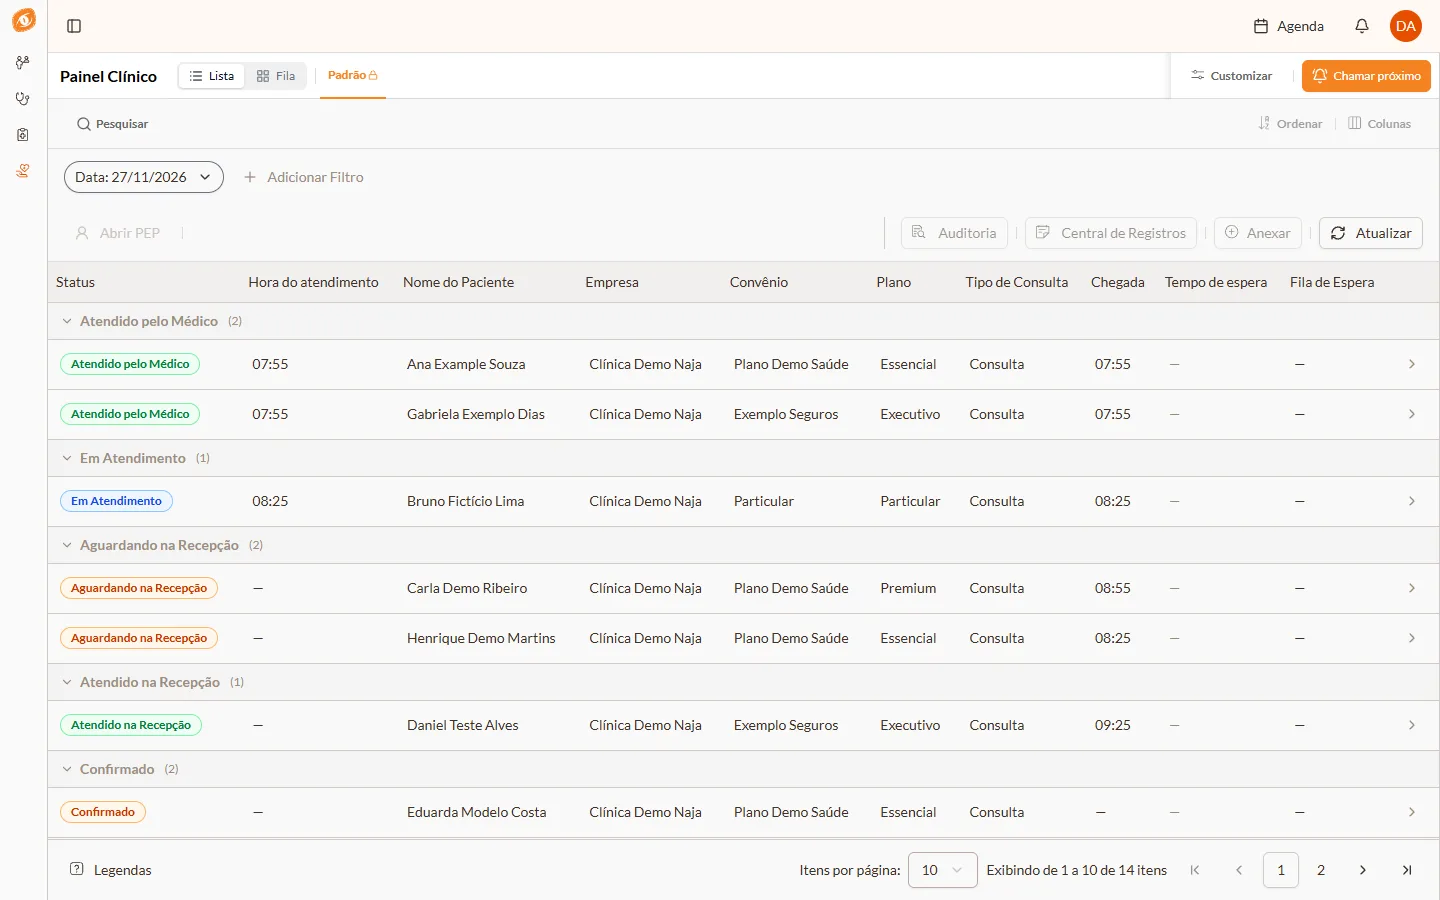 Agenda
DA
Painel Clínico
Lista
Fila
Padrão
Customizar
Chamar próximo
Pesquisar
Ordenar
Colunas
Data: 27/11/2026
Adicionar Filtro
Abrir PEP
Auditoria
Central de Registros
Anexar
Atualizar
Status Hora do atendimento Nome do Paciente Empresa Convênio Plano Tipo de Consulta Chegada Tempo de espera Fila de Espera
Atendido pelo Médico (2)
Atendido pelo Médico 07:55 Ana Example Souza Clínica Demo Naja Plano Demo Saúde Essencial Consulta 07:55 — —
Atendido pelo Médico 07:55 Gabriela Exemplo Dias Clínica Demo Naja Exemplo Seguros Executivo Consulta 07:55 — —
Em Atendimento (1)
Em Atendimento 08:25 Bruno Fictício Lima Clínica Demo Naja Particular Particular Consulta 08:25 — —
Aguardando na Recepção (2)
Aguardando na Recepção — Carla Demo Ribeiro Clínica Demo Naja Plano Demo Saúde Premium Consulta 08:55 — —
Aguardando na Recepção — Henrique Demo Martins Clínica Demo Naja Plano Demo Saúde Essencial Consulta 08:25 — —
Atendido na Recepção (1)
Atendido na Recepção — Daniel Teste Alves Clínica Demo Naja Exemplo Seguros Executivo Consulta 09:25 — —
Confirmado (2)
Confirmado — Eduarda Modelo Costa Clínica Demo Naja Plano Demo Saúde Essencial Consulta — — —
Legendas
Itens por página: 10 Exibindo de 1 a 10 de 14 itens 1 2